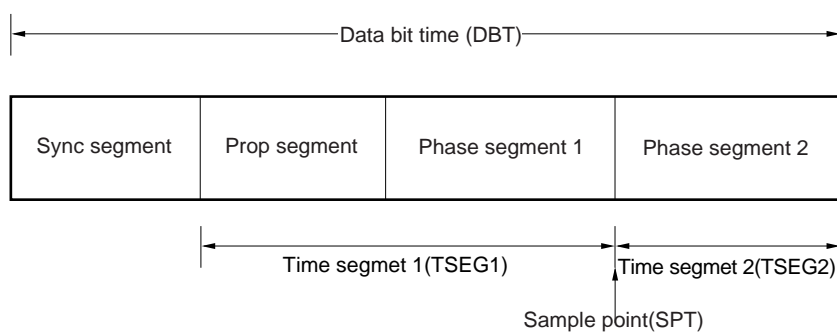 Data bit time (DBT)
Sync segment Prop segment Phase segment 1 Phase segment 2
Time segmet 1(TSEG1) Time segmet 2(TSEG2)
Sample point(SPT)